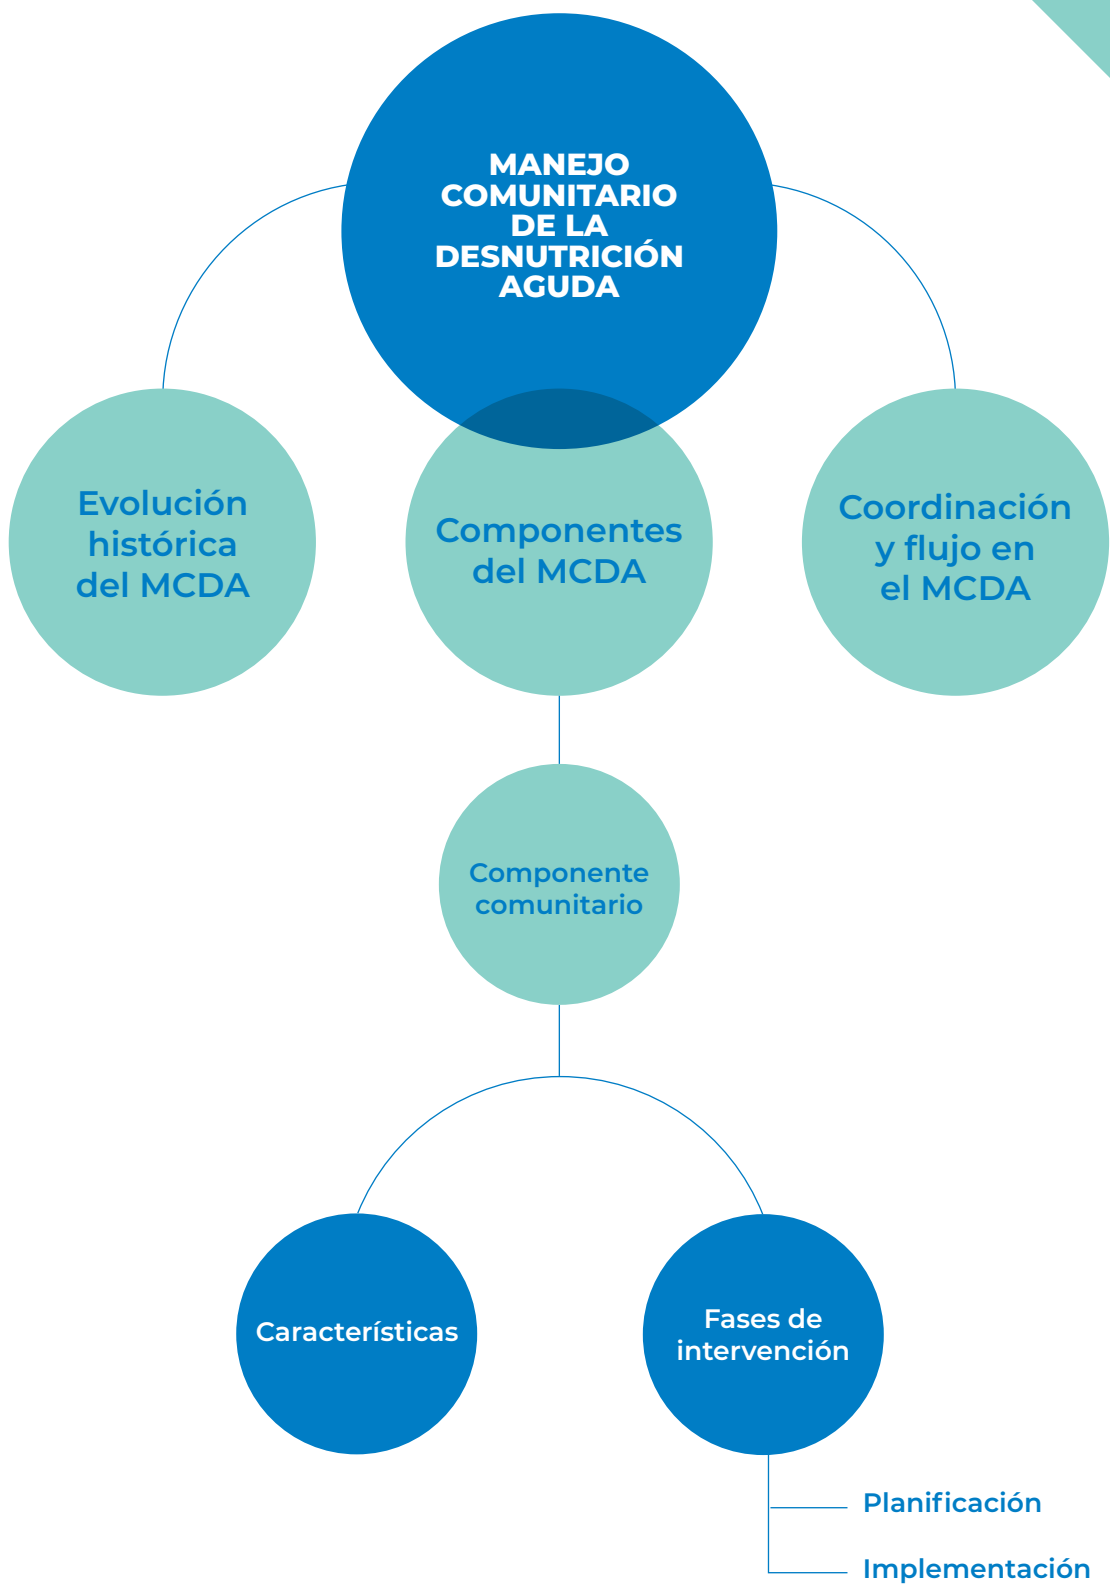 MANEJO
COMUNITARIO
DE LA
DESNUTRICIÓN
AGUDA
Evolución
histórica
del MCDA
Componentes
del MCDA
Coordinación
y flujo en
el MCDA
Componente
comunitario
Característicias
Fases de
intervención
Planificación
Implementación